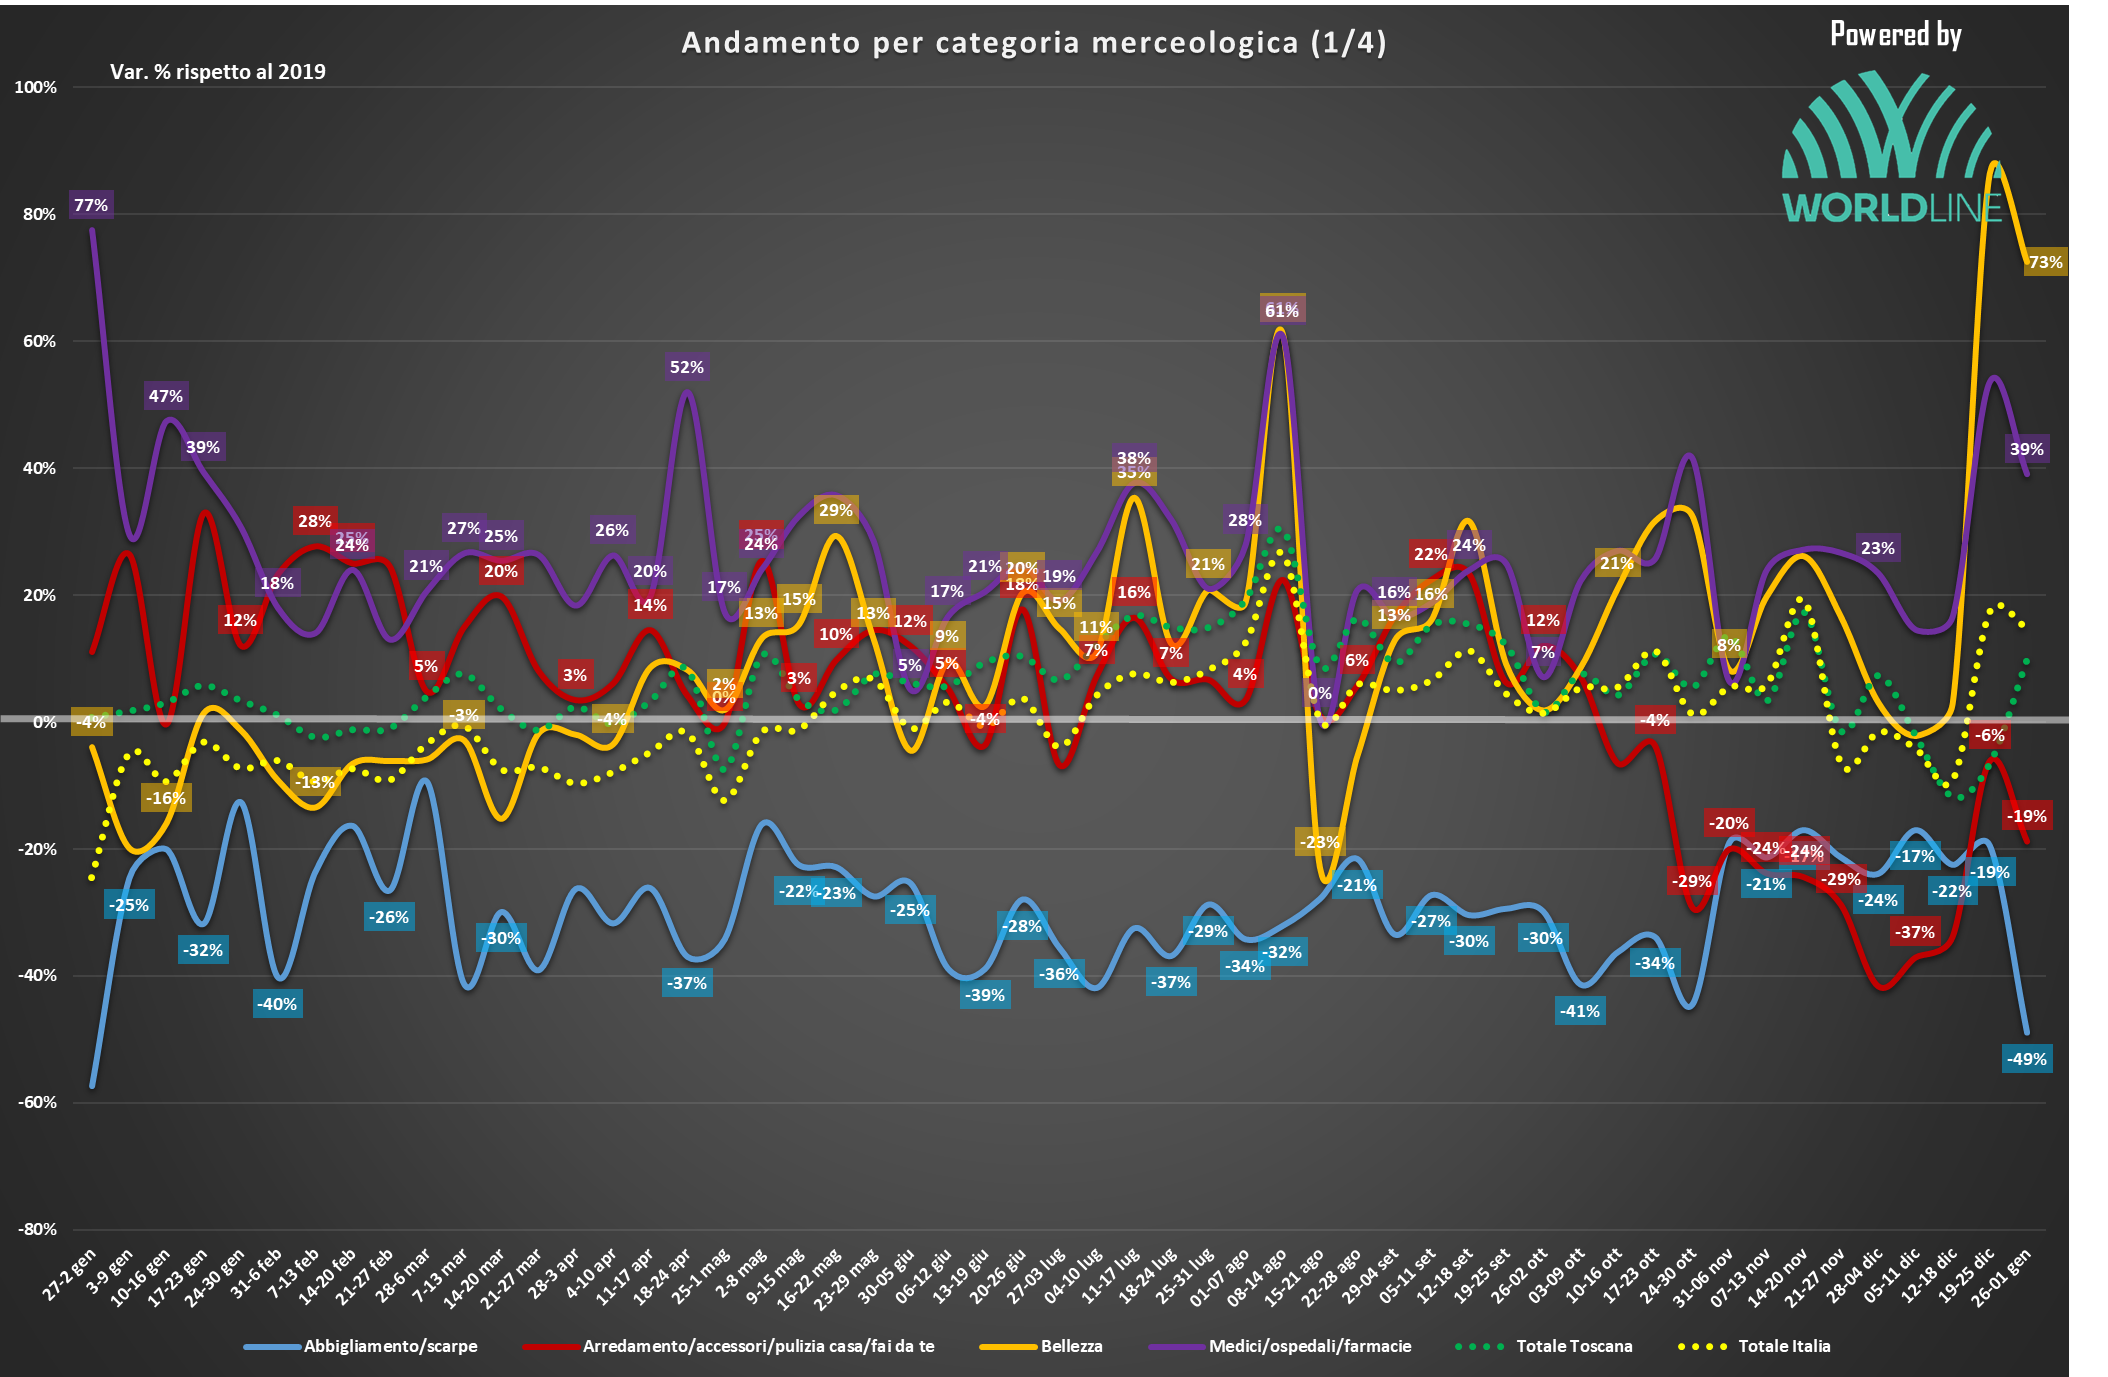 Andamento per categoria merceologica (1/4)
Powered by
WORLDLINE
Var. % rispetto al 2019
100%
80%
60%
40%
20%
0%
-20%
-40%
-60%
-80%
77%
47%
39%
18%
25%
24%
21%
27%
25%
26%
20%
52%
17%
25%
24%
5%
17%
21%
19%
38%
28%
61%
0%
16%
24%
7%
23%
39%
12%
28%
5%
20%
3%
14%
0%
3%
10%
12%
5%
-4%
18%
7%
16%
7%
4%
6%
22%
12%
-4%
-29%
-20%
-24%
-24%
-29%
-37%
-6%
-19%
-4%
-16%
-13%
-3%
-4%
2%
13%
15%
29%
13%
9%
20%
15%
11%
35%
21%
61%
-23%
13%
16%
21%
8%
73%
-25%
-32%
-40%
-26%
-30%
-37%
-22%
-23%
-25%
-39%
-28%
-36%
-37%
-29%
-34%
-32%
-21%
-27%
-30%
-30%
-41%
-34%
-21%
-17%
-24%
-17%
-22%
-19%
-49%
27-2 gen
3-9 gen
10-16 gen
17-23 gen
24-30 gen
31-6 feb
7-13 feb
14-20 feb
21-27 feb
28-6 mar
7-13 mar
14-20 mar
21-27 mar
28-3 apr
4-10 apr
11-17 apr
18-24 apr
25-1 mag
2-8 mag
9-15 mag
16-22 mag
23-29 mag
30-05 giu
06-12 giu
13-19 giu
20-26 giu
27-03 lug
04-10 lug
11-17 lug
18-24 lug
25-31 lug
01-07 ago
08-14 ago
15-21 ago
22-28 ago
29-04 set
05-11 set
12-18 set
19-25 set
26-02 ott
03-09 ott
10-16 ott
17-23 ott
24-30 ott
31-06 nov
07-13 nov
14-20 nov
21-27 nov
28-04 dic
05-11 dic
12-18 dic
19-25 dic
26-01 gen
Abbigliamento/scarpe
Arredamento/accessori/pulizia casa/fai da te
Bellezza
Medici/ospedali/farmacie
Totale Toscana
Totale Italia